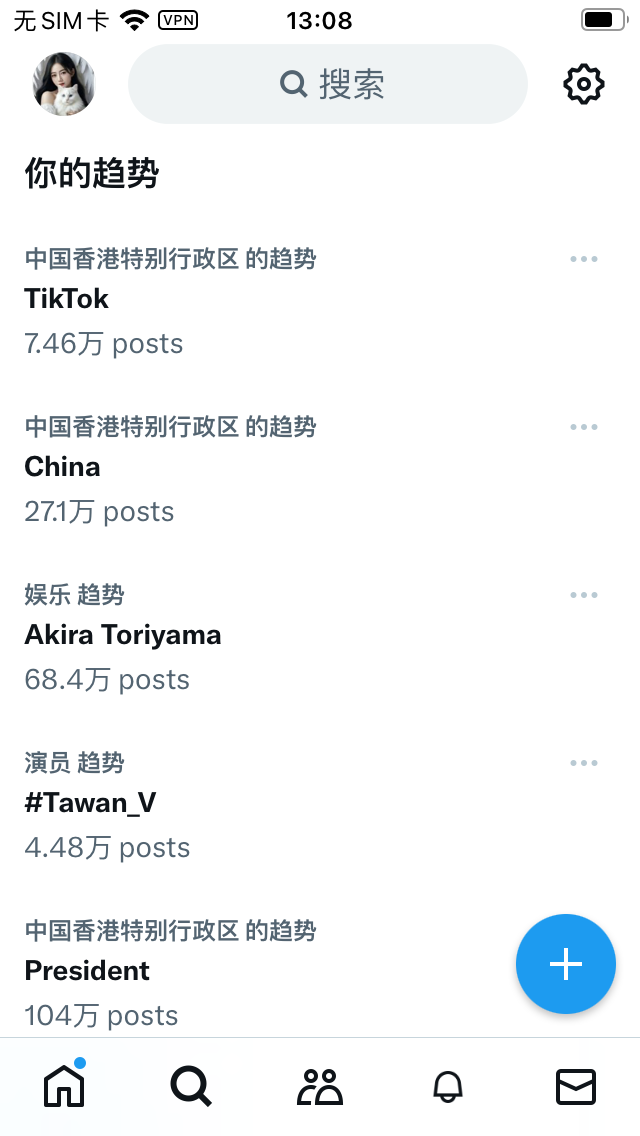 无SIM卡 VPN 13:08
搜索
你的趋势
中国香港特别行政区 的趋势
TikTok
7.46万 posts
中国香港特别行政区 的趋势
China
27.1万 posts
娱乐 趋势
Akira Toriyama
68.4万 posts
演员 趋势
#Tawan_V
4.48万 posts
中国香港特别行政区 的趋势
President
104万 posts